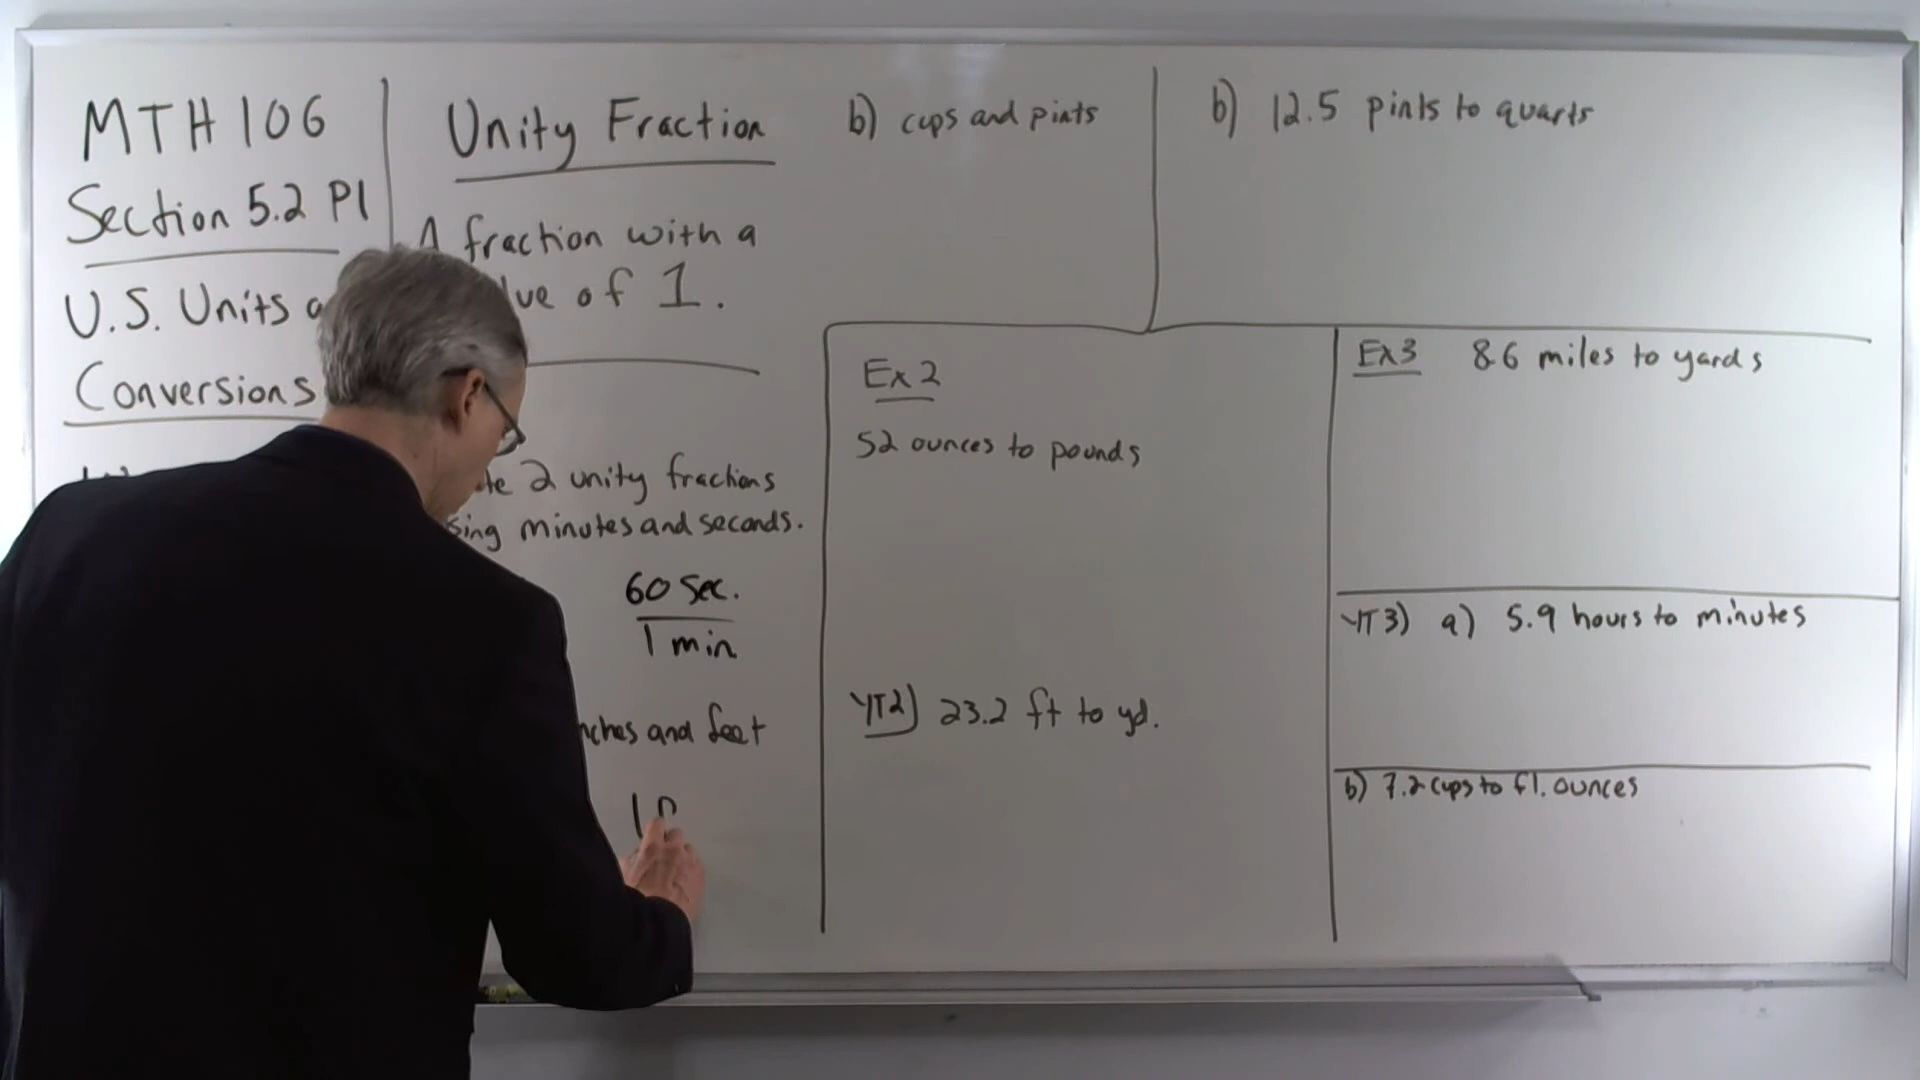 MTH 106
Section 5.2 P1
U.S. Units
Conversions
Unity Fraction
A fraction with a
of 1.
2 unity fractions
minutes and seconds.
60 Sec.
1 min
and feet
b) cups and pints
b) 12.5 pints to quarts
Ex 2
52 ounces to pounds
YT2) 23.2 ft to yd.
Ex3 8.6 miles to yards
YT3) a) 5.9 hours to minutes
b) 7.2 cups to fl. ounces